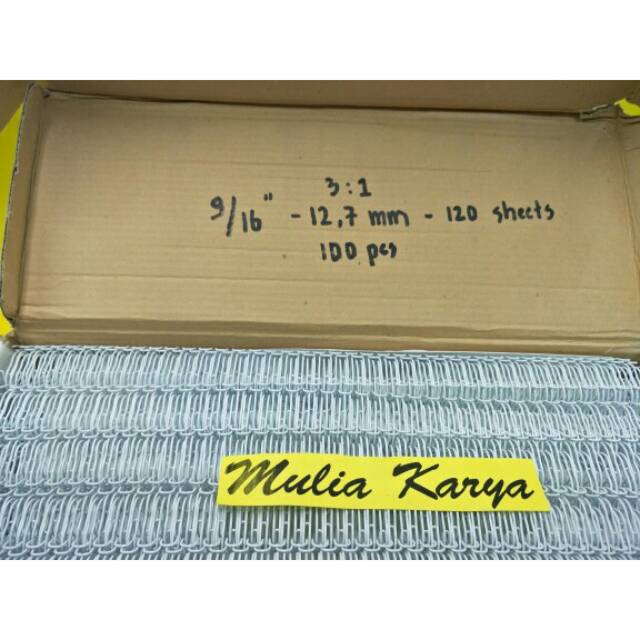 3:1
9/16" - 12,7 mm - 120 sheets
100 pcs
Mulia Karya